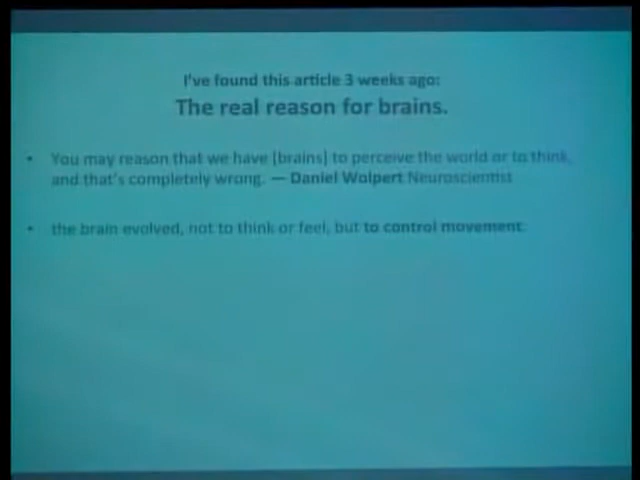 I've found this article 3 weeks ago:
The real reason for brains.
• You may reason that we have [brains] to perceive the world or to think,
and that's completely wrong. — Daniel Wolpert Neuroscientist
• the brain evolved, not to think or feel, but to control movement.